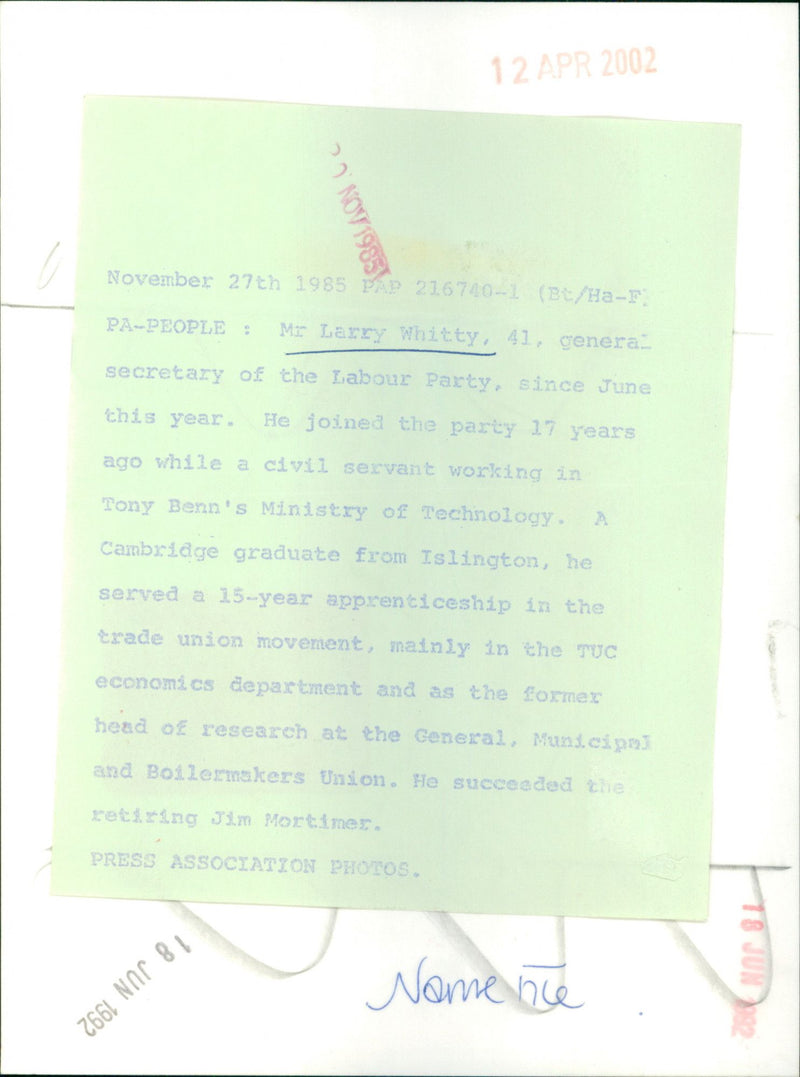 12 APR 2002
NOV 1985
November 27th 1985 PAP 216740-1 (Bt/Ha-F)
PA-PEOPLE : Mr Larry Whitty, 41, general
secretary of the Labour Party, since June
this year. He joined the party 17 years
ago while a civil servant working in
Tony Benn's Ministry of Technology. A
Cambridge graduate from Islington, he
served a 15-year apprenticeship in the
trade union movement, mainly in the TUC
economics department and as the former
head of research at the General, Municipal
and Boilermakers Union. He succeeded the
retiring Jim Mortimer.
PRESS ASSOCIATION PHOTOS.
18 JUN 1992
18 JUN 1992
Name